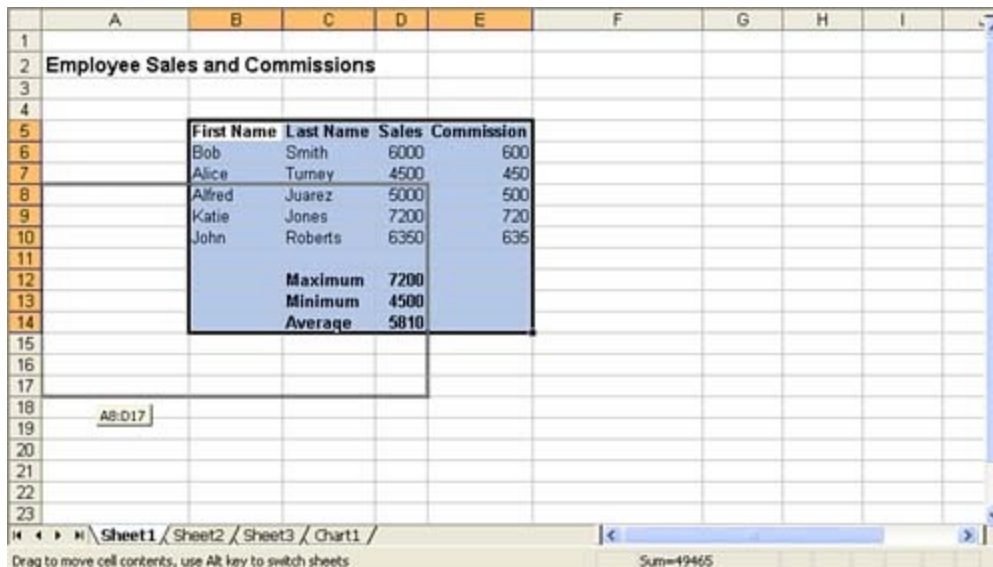 A B C D E F G H I
1
2 Employee Sales and Commissions
3
4
5 First Name Last Name Sales Commission
6 Bob Smith 6000 600
7 Alice Turney 4500 450
8 Alfred Juarez 5000 500
9 Katie Jones 7200 720
10 John Roberts 6350 635
11
12 Maximum 7200
13 Minimum 4500
14 Average 5810
15
16
17
18 A8:D17
19
20
21
22
23
Sheet1 / Sheet2 / Sheet3 / Chart1 /
Drag to move cell contents, use Alt key to switch sheets Sum=49465